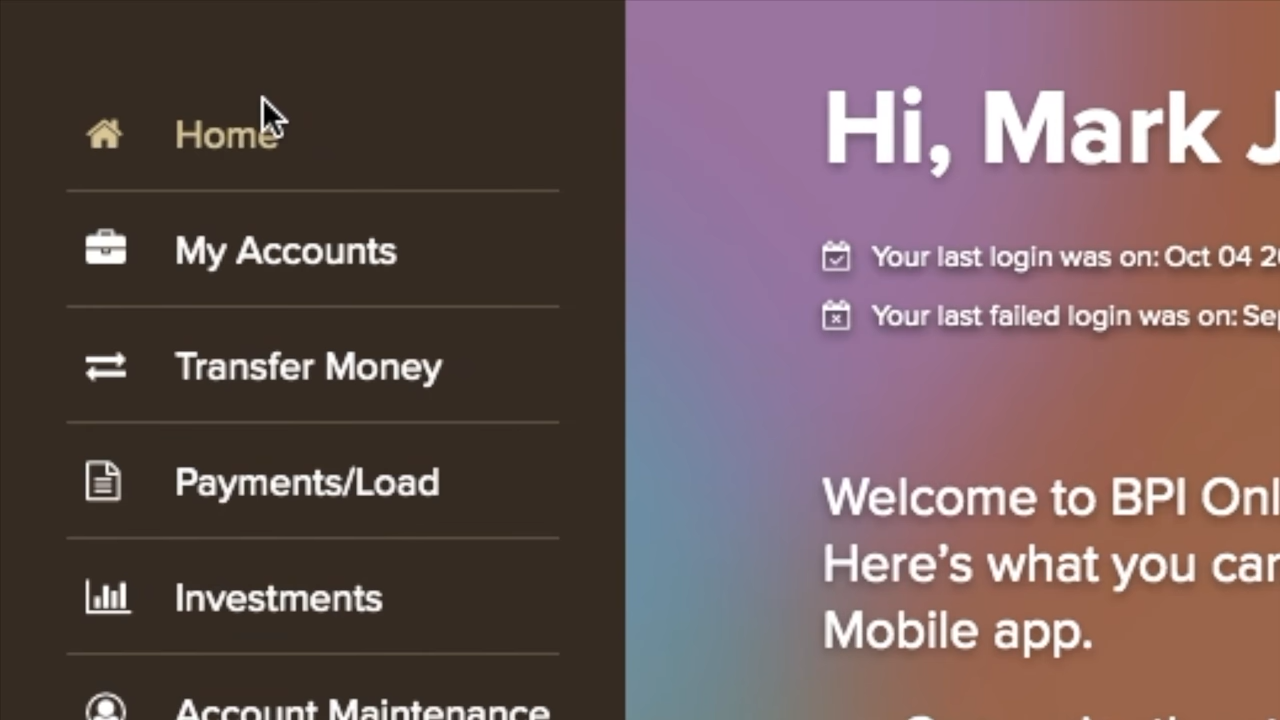 Home
My Accounts
Transfer Money
Payments/Load
Investments
Account Maintenance
Hi, Mark J
Your last login was on: Oct 04
Your last failed login was on:
Welcome to BPI
Here's what you
Mobile app.